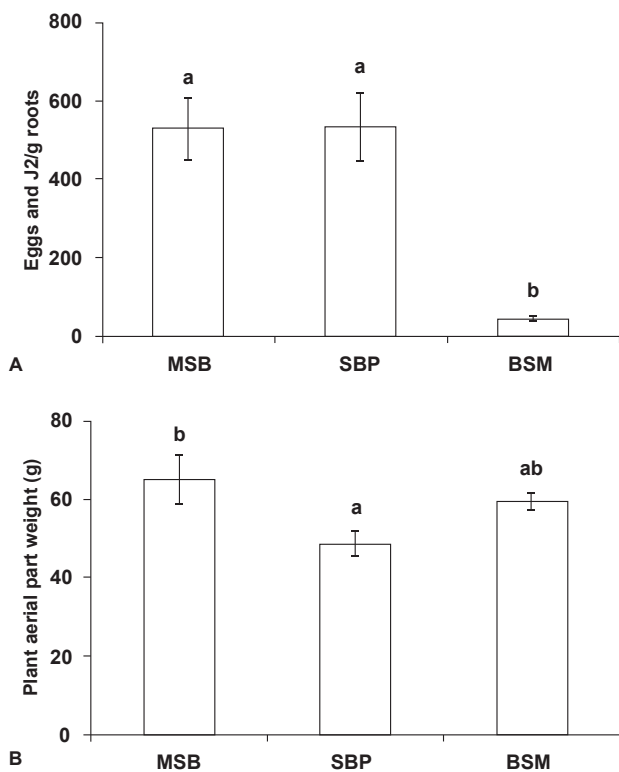 800
600
400
200
0
Eggs and J2/g roots
a
a
b
MSB
SBP
BSM
A
80
60
40
20
0
Plant aerial part weight (g)
b
a
ab
MSB
SBP
BSM
B